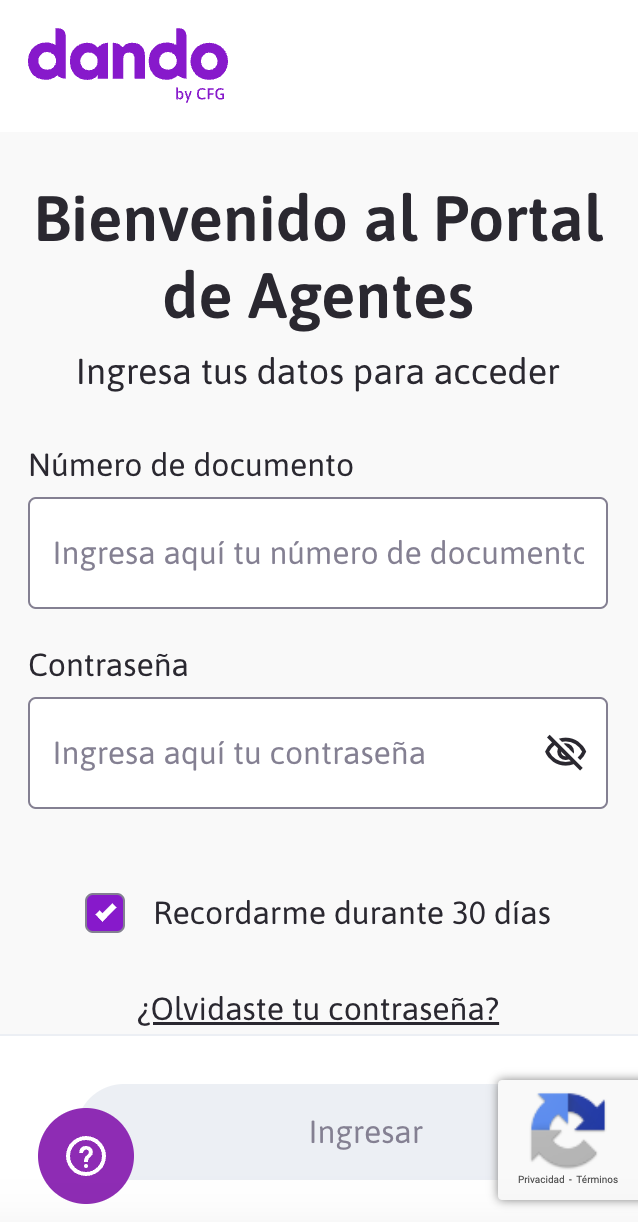 dando
by CFG
Bienvenido al Portal
de Agentes
Ingresa tus datos para acceder
Número de documento
Ingresa aquí tu número de documento
Contraseña
Ingresa aquí tu contraseña
Recordarme durante 30 días
¿Olvidaste tu contraseña?
Ingresar
?
Privacidad - Términos